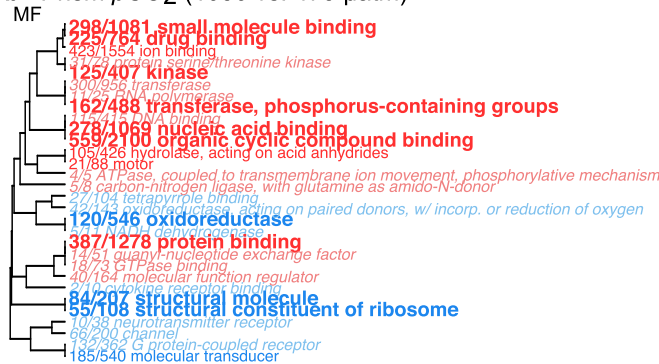 MF
298/1081 small molecule binding
225/764 drug binding
423/1554 ion binding
31/78 protein serine/threonine kinase
125/407 kinase
300/956 transferase
11/25 RNA polymerase
162/488 transferase, phosphorus-containing groups
115/415 DNA binding
278/1069 nucleic acid binding
559/2100 organic cyclic compound binding
105/426 hydrolase, acting on acid anhydrides
21/88 motor
4/5 ATPase, coupled to transmembrane ion movement, phosphorylative mechanism
5/8 carbon-nitrogen ligase, with glutamine as amido-N-donor
27/104 tetrapyrrole binding
oxidoreductase, acting on paired donors, w/ incorp. or reduction of oxygen
120/546 oxidoreductase
5/11 NADH dehydrogenase
387/1278 protein binding
14/51 guanyl-nucleotide exchange factor
18/73 GTPase binding
40/164 molecular function regulator
2/10 cytokine receptor binding
84/207 structural molecule
55/108 structural constituent of ribosome
10/38 neurotransmitter receptor
66/200 channel
132/362 G protein-coupled receptor
185/540 molecular transducer